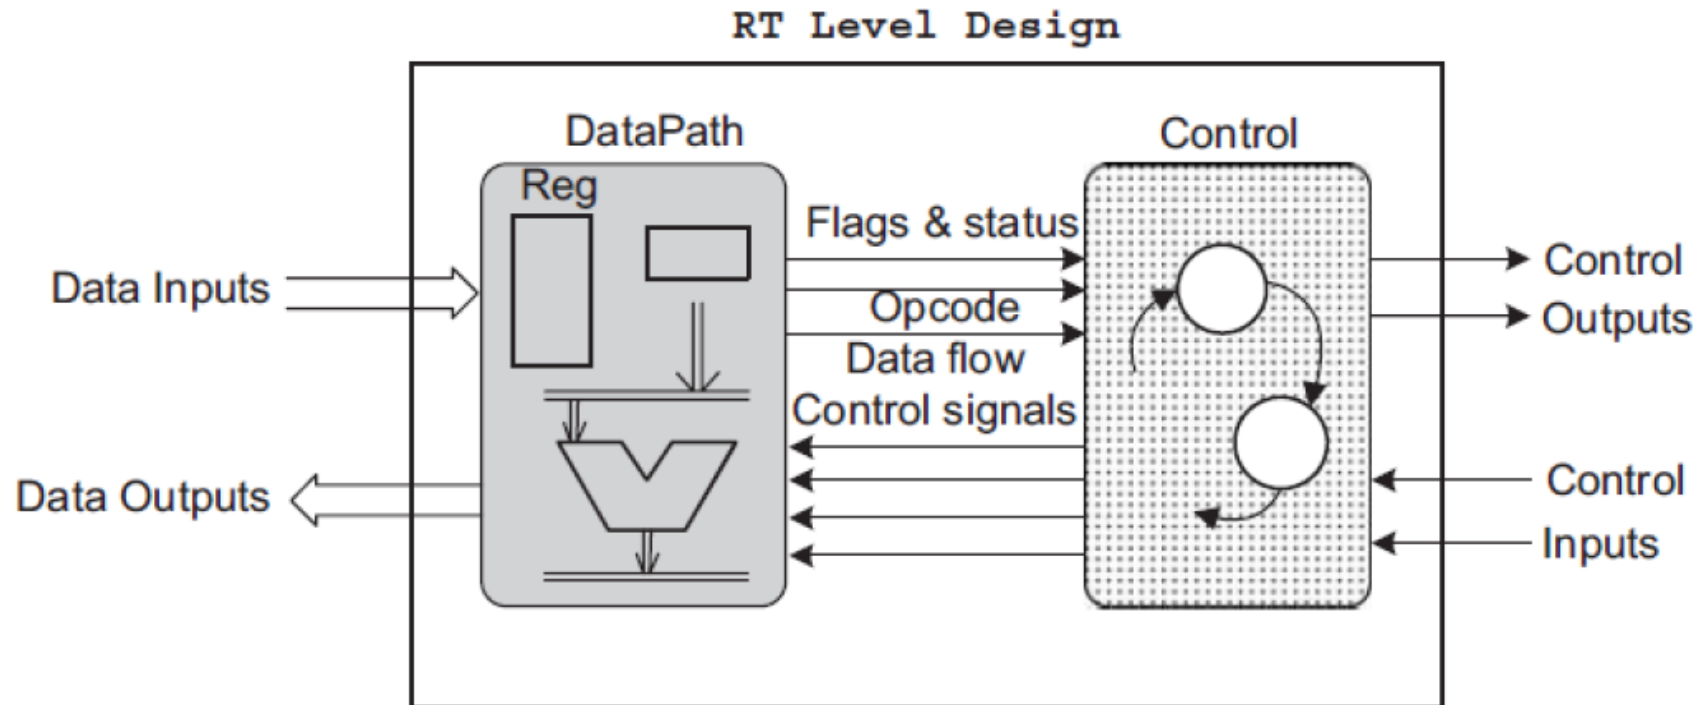 RT Level Design
DataPath
Control
Reg
Flags & status
Data Inputs
Opcode
Data flow
Control signals
Control
Outputs
Data Outputs
Control
Inputs